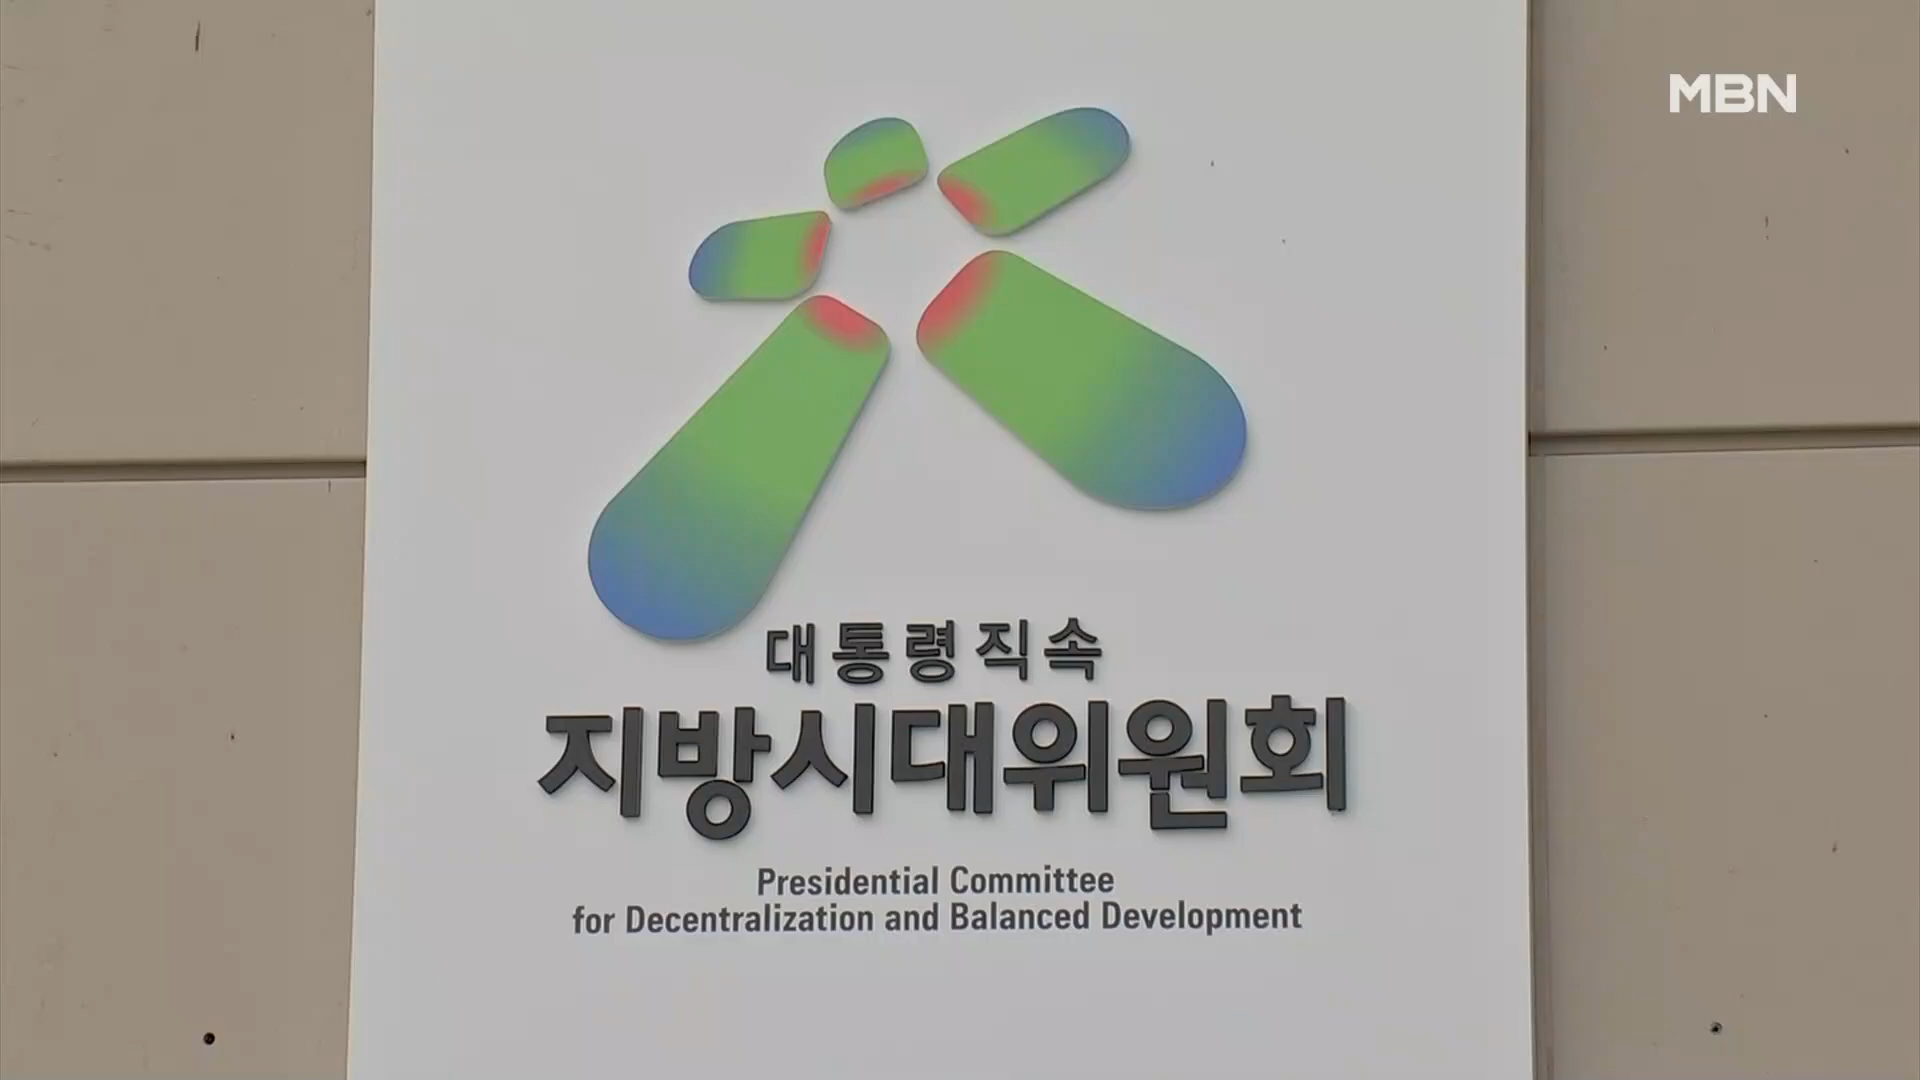 MBN
대통령직속
지방시대위원회
Presidential Committee
for Decentralization and Balanced Development